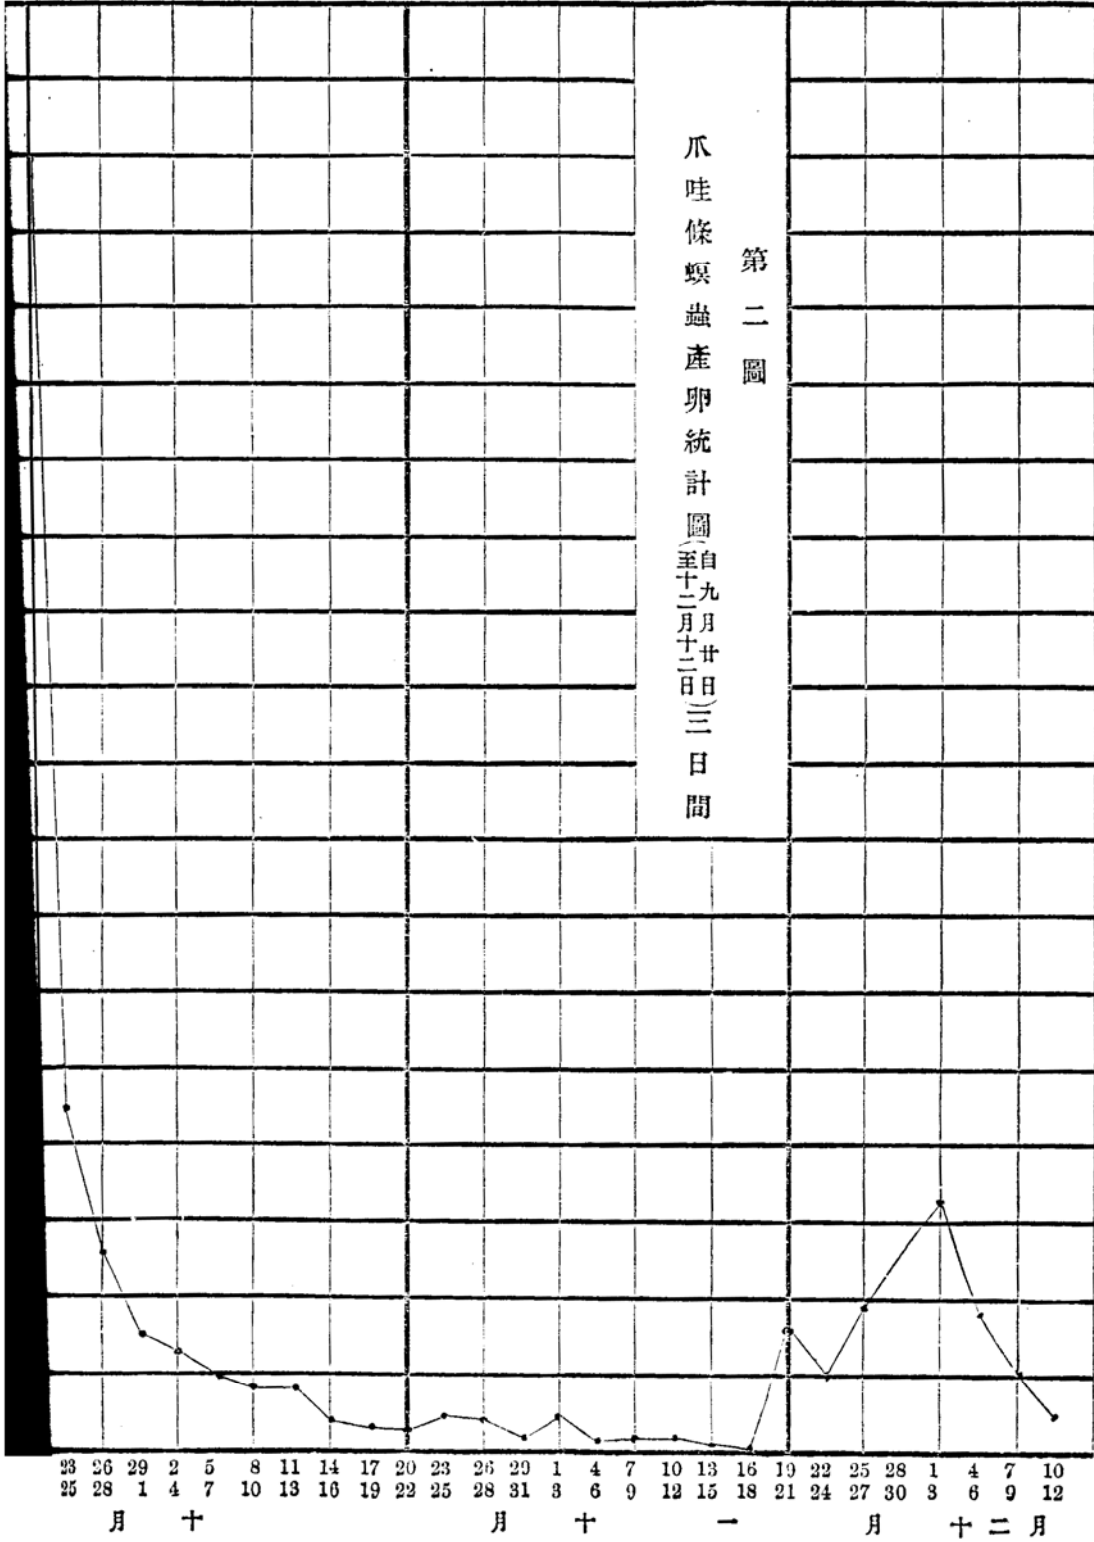 第二圖
爪哇條螟蟲產卵統計圖(自九月廿日至十二月十二日)三日間
23 26 29 2 5 8 11 14 17 20 23 26 29 1 4 7 10 13 16 19 22 25 28 1 4 7 10
25 28 1 4 7 10 13 16 19 22 25 28 31 3 6 9 12 15 18 21 24 27 30 3 6 9 12
月 十 月 十 一 月 十 二 月